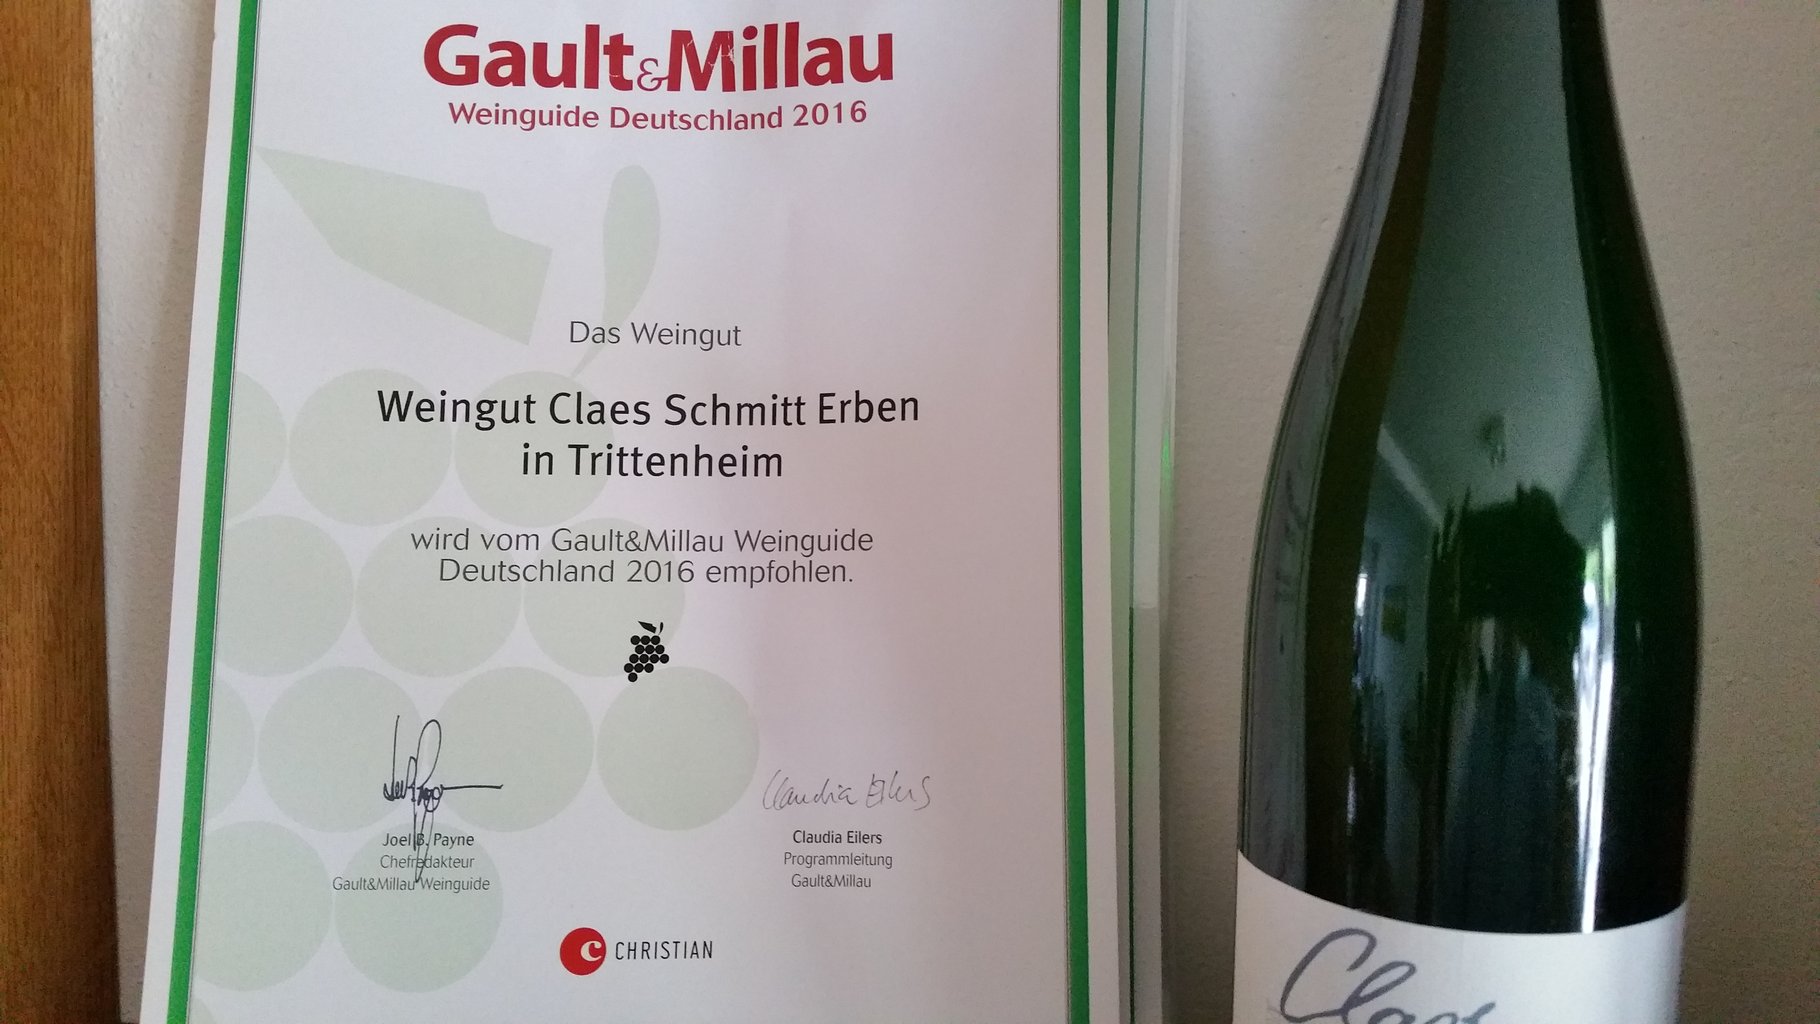 Gault&Millau
Weinguide Deutschland 2016
Das Weingut
Weingut Claes Schmitt Erben
in Trittenheim
wird vom Gault&Millau Weinguide
Deutschland 2016 empfohlen.
Claudia Eilers
Joel B. Payne
Chefredakteur
Gault&Millau Weinguide
Claudia Eilers
Programmleitung
Gault&Millau
C CHRISTIAN
Claes